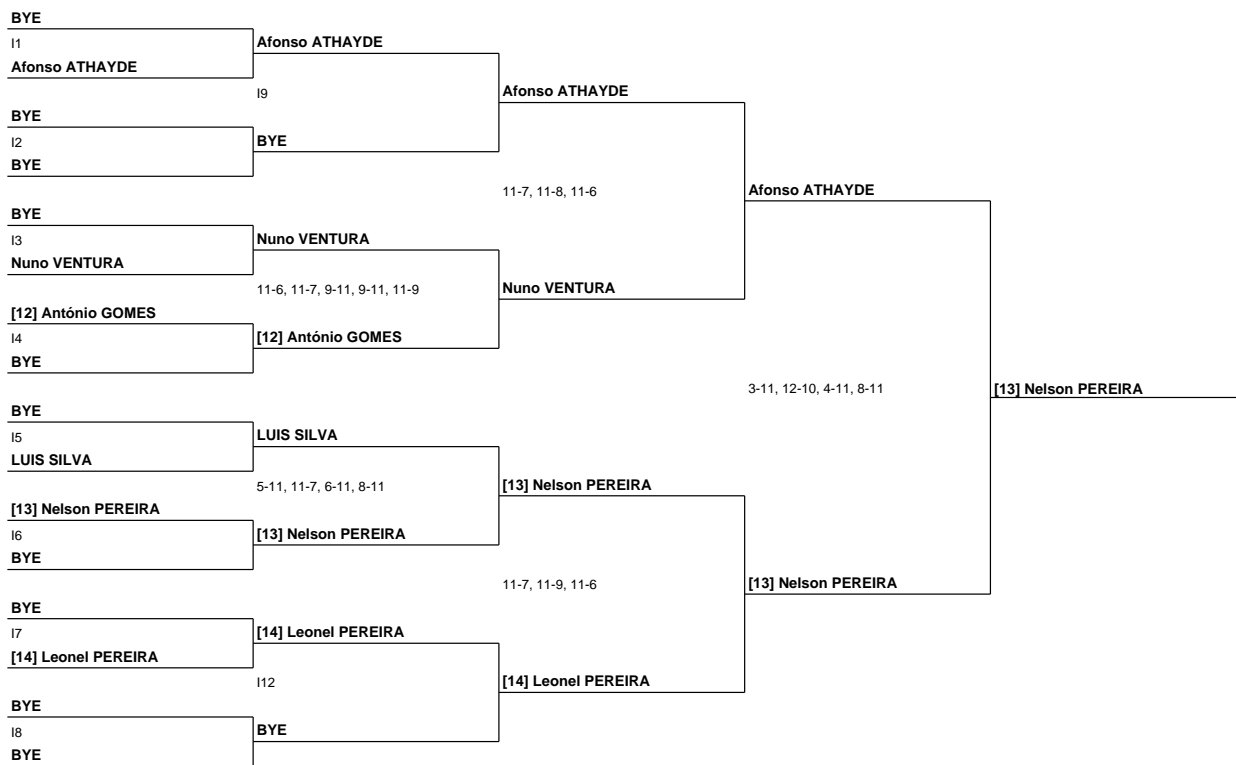 BYE
I1
Afonso ATHAYDE
Afonso ATHAYDE
I9
Afonso ATHAYDE
BYE
I2
BYE
BYE
11-7, 11-8, 11-6
Afonso ATHAYDE
BYE
I3
Nuno VENTURA
Nuno VENTURA
11-6, 11-7, 9-11, 9-11, 11-9
Nuno VENTURA
[12] António GOMES
I4
BYE
[12] António GOMES
3-11, 12-10, 4-11, 8-11
[13] Nelson PEREIRA
BYE
I5
LUIS SILVA
LUIS SILVA
5-11, 11-7, 6-11, 8-11
[13] Nelson PEREIRA
[13] Nelson PEREIRA
I6
BYE
[13] Nelson PEREIRA
11-7, 11-9, 11-6
[13] Nelson PEREIRA
BYE
I7
[14] Leonel PEREIRA
[14] Leonel PEREIRA
I12
[14] Leonel PEREIRA
BYE
I8
BYE
BYE